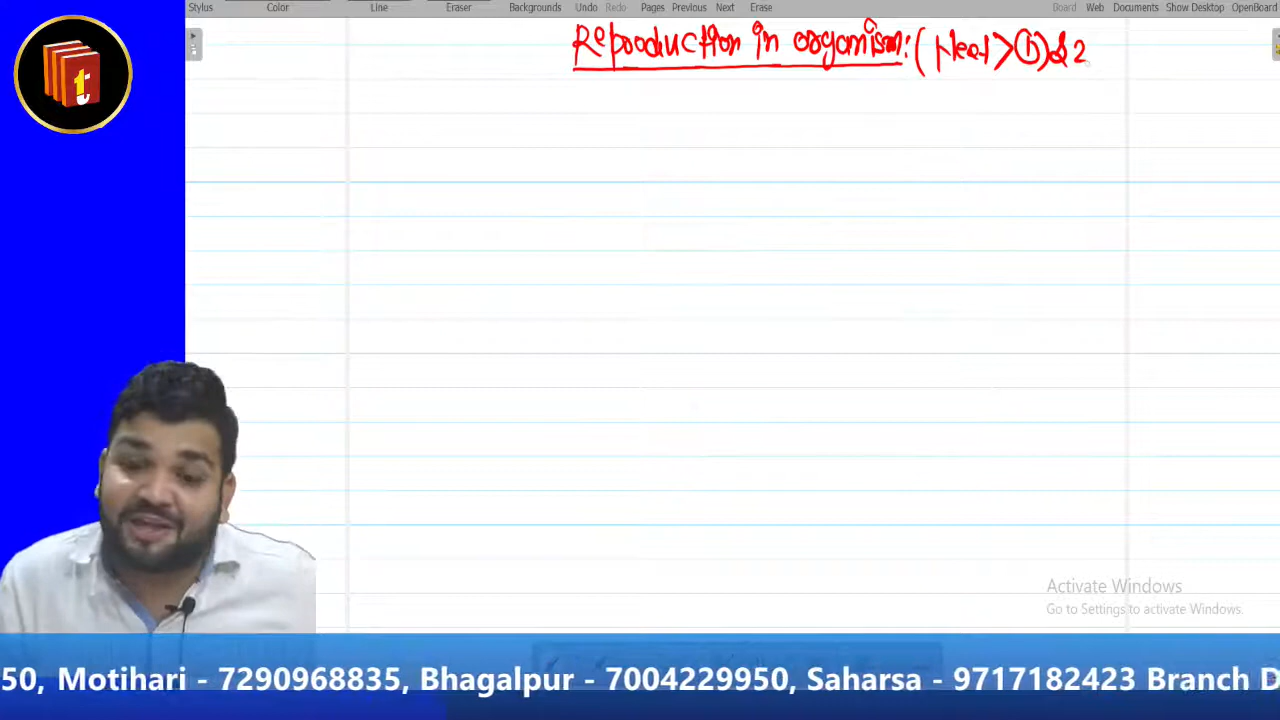 Stylus Color Line Eraser Backgrounds Undo Redo Pages Previous Next Erase Board Web Documents Show Desktop OpenBoard
Reproduction in organism: (Neet > ①) & 2
t
Activate Windows
Go to Settings to activate Windows.
50, Motihari - 7290968835, Bhagalpur - 7004229950, Saharsa - 9717182423 Branch D